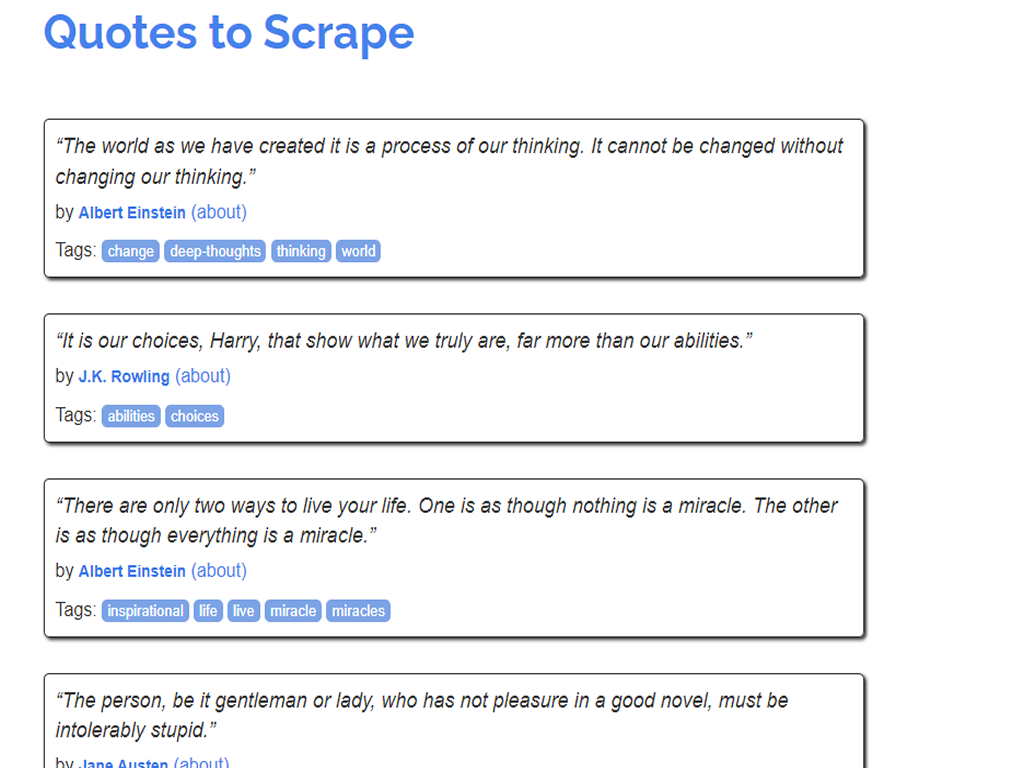 Quotes to Scrape
“The world as we have created it is a process of our thinking. It cannot be changed without
changing our thinking.”
by Albert Einstein (about)
Tags: change deep-thoughts thinking world
“It is our choices, Harry, that show what we truly are, far more than our abilities.”
by J.K. Rowling (about)
Tags: abilities choices
“There are only two ways to live your life. One is as though nothing is a miracle. The other
is as though everything is a miracle.”
by Albert Einstein (about)
Tags: inspirational life live miracle miracles
“The person, be it gentleman or lady, who has not pleasure in a good novel, must be
intolerably stupid.”
by Jane Austen (about)